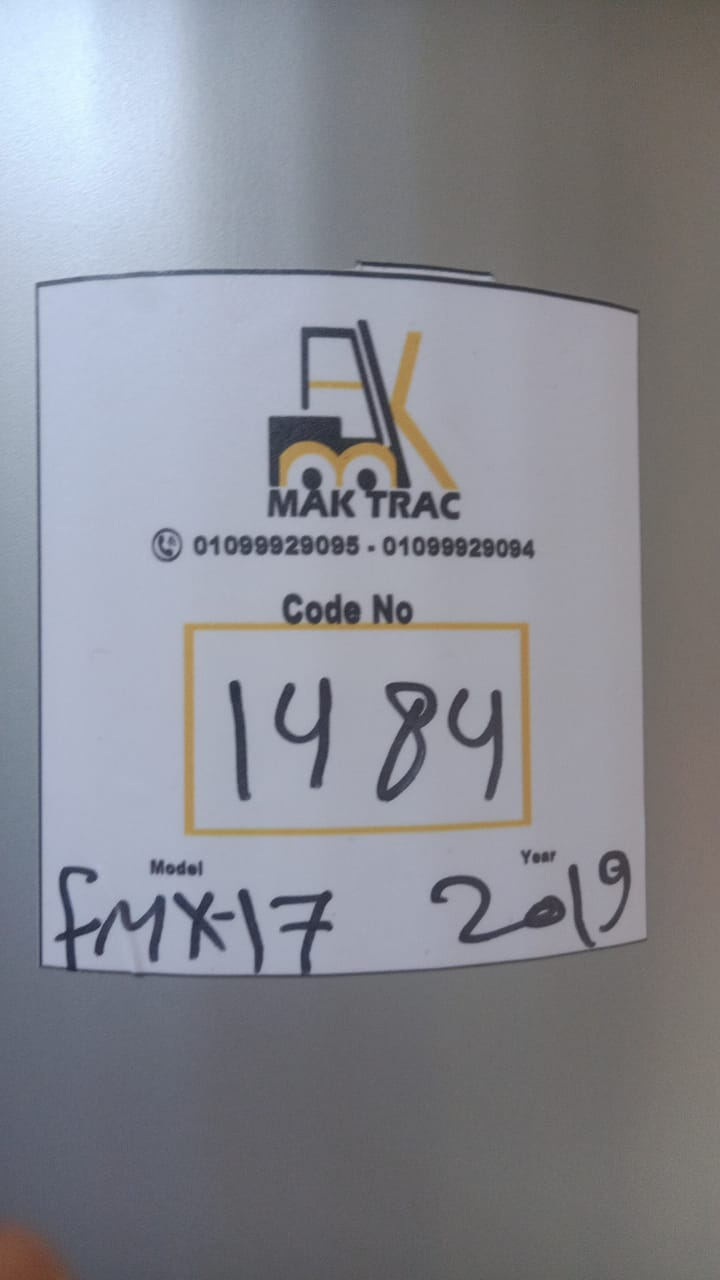 MAK TRAC
01099929095 - 01099929094
Code No
1484
Model Year
FMX-17 2019